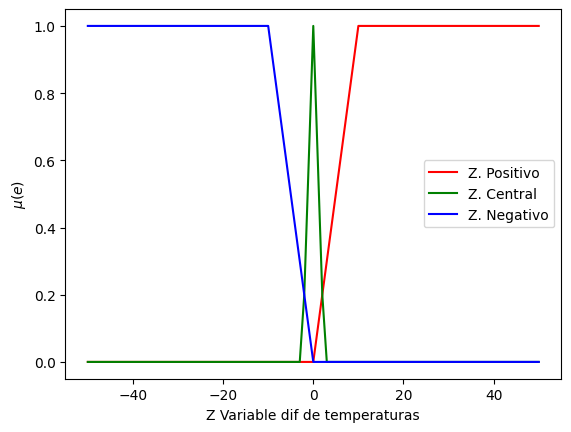 1.0
0.8
0.6
0.4
0.2
0.0
μ(e)
Z. Positivo
Z. Central
Z. Negativo
−40 −20 0 20 40
Z Variable dif de temperaturas